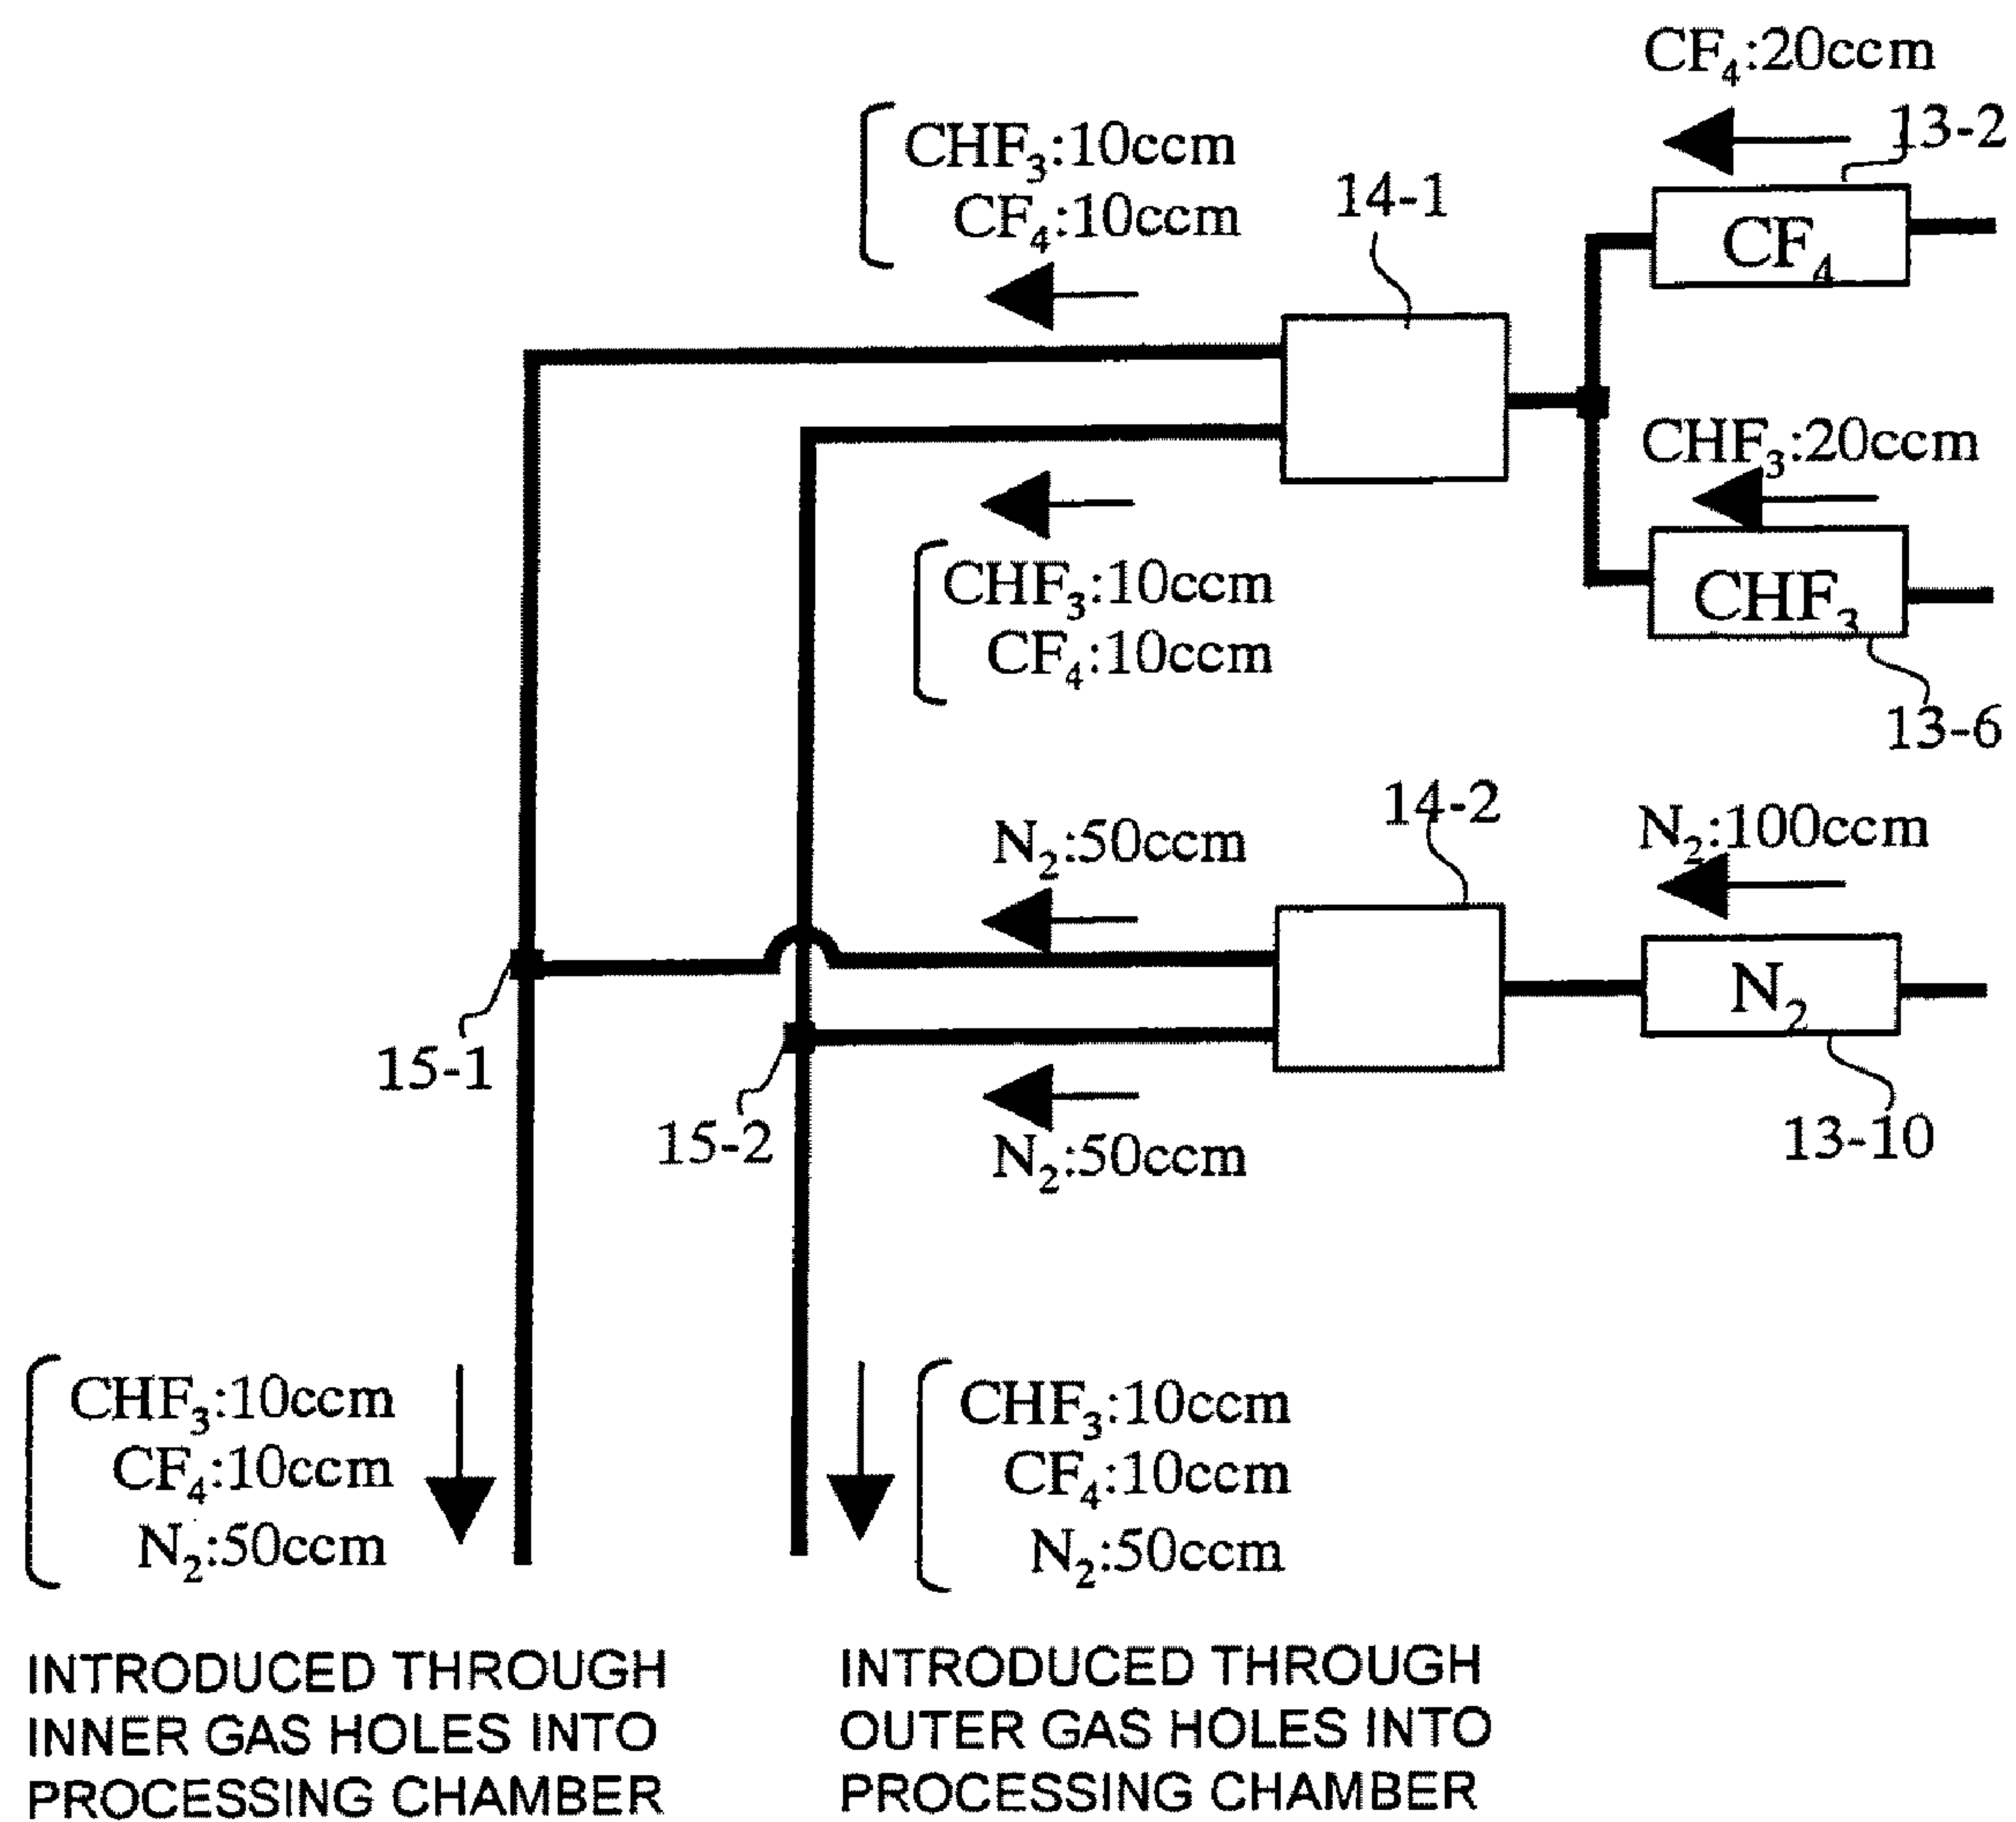 CF₄:20ccm
13-2
CHF₃:10ccm
CF₄:10ccm
14-1
CF₄
CHF₃:20ccm
CHF₃:10ccm
CF₄:10ccm
CHF₃
13-6
14-2
N₂:50ccm
N₂:100ccm
N₂
15-1
15-2
N₂:50ccm
13-10
CHF₃:10ccm
CF₄:10ccm
N₂:50ccm
CHF₃:10ccm
CF₄:10ccm
N₂:50ccm
INTRODUCED THROUGH
INNER GAS HOLES INTO
PROCESSING CHAMBER
INTRODUCED THROUGH
OUTER GAS HOLES INTO
PROCESSING CHAMBER